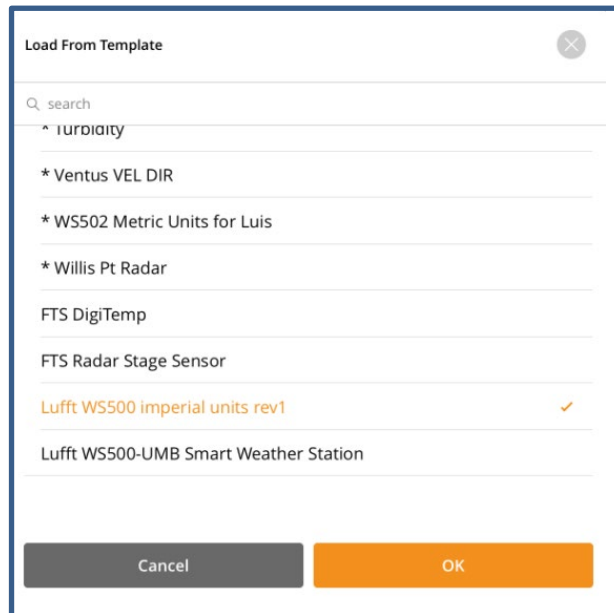 Load From Template
search
* Turbidity
* Ventus VEL DIR
* WS502 Metric Units for Luis
* Willis Pt Radar
FTS DigiTemp
FTS Radar Stage Sensor
Lufft WS500 imperial units rev1
Lufft WS500-UMB Smart Weather Station
Cancel
OK